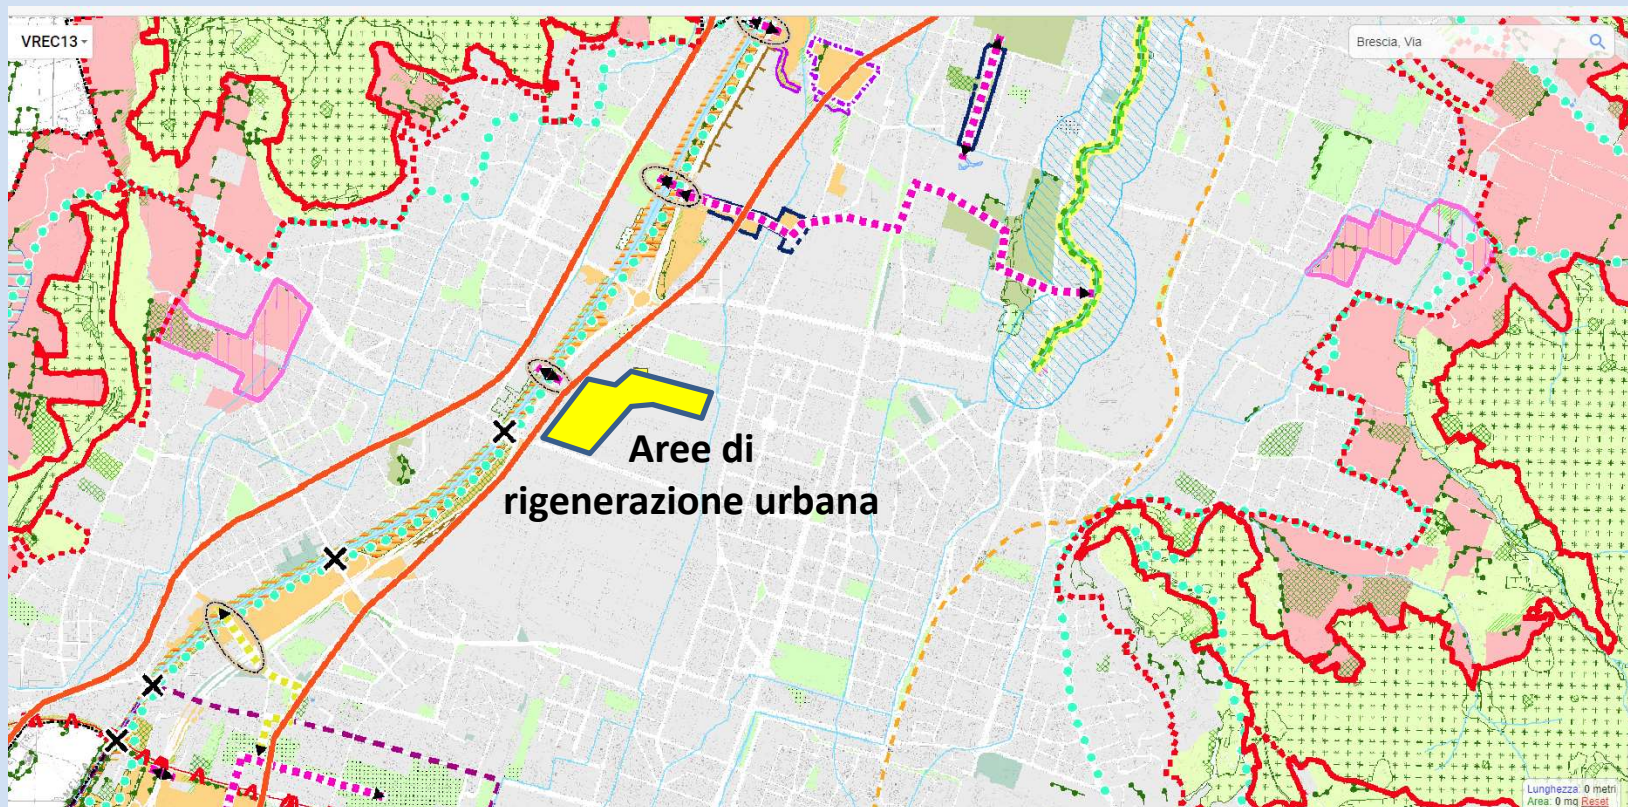 VREC13
Brescia, Via
Aree di
rigenerazione urbana
Lunghezza: 0 metri
Area: 0 mq Reset